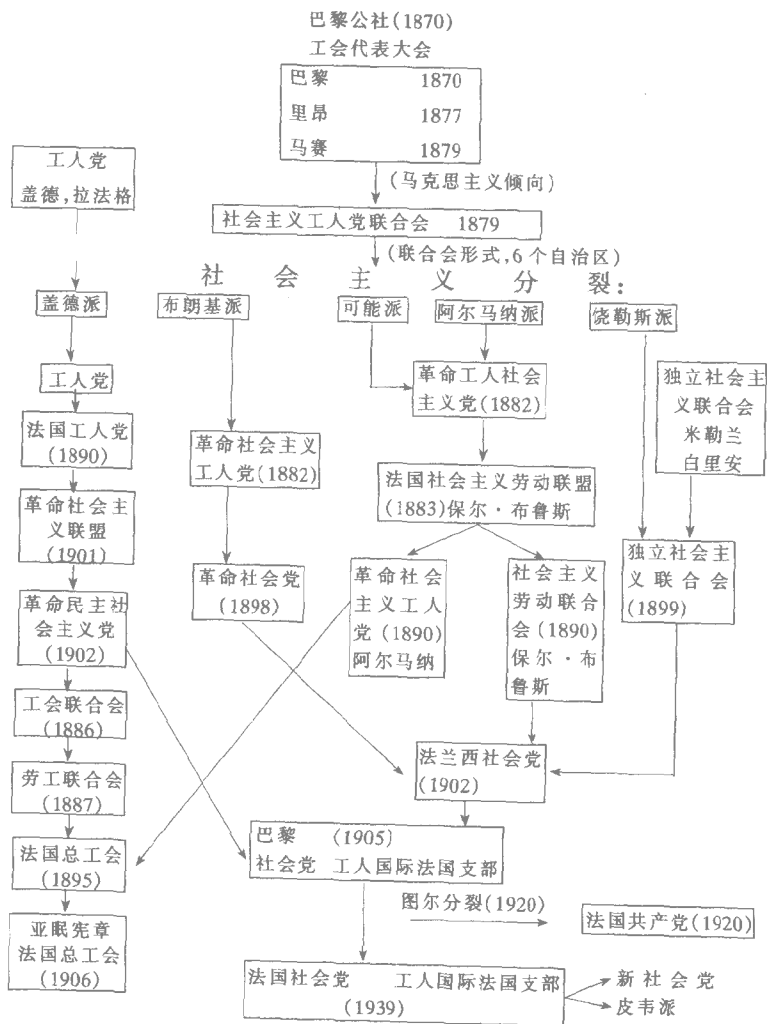 巴黎公社(1870)
工会代表大会
巴黎 1870
里昂 1877
马赛 1879
(马克思主义倾向)
工人党
盖德,拉法格
社会主义工人党联合会 1879
(联合会形式,6个自治区)
社会主义分裂:
盖德派
布朗基派
可能派
阿尔马纳派
饶勒斯派
工人党
革命工人社会
主义党(1882)
独立社会主
义联合会
米勒兰
白里安
法国工人党
(1890)
革命社会主义
工人党(1882)
法国社会主义劳动联盟
(1883)保尔·布鲁斯
革命社会主
义联盟
(1901)
革命社会党
(1898)
革命社会
主义工人
党(1890)
阿尔马纳
社会主义
劳动联合
会(1890)
保尔·布
鲁斯
独立社会主
义联合会
(1899)
革命民主社
会主义党
(1902)
工会联合会
(1886)
劳工联合会
(1887)
法兰西社会党
(1902)
法国总工会
(1895)
巴黎 (1905)
社会党 工人国际法国支部
图尔分裂(1920)
法国共产党(1920)
亚眠宪章
法国总工会
(1906)
法国社会党 工人国际法国支部
(1939)
新社会党
皮韦派